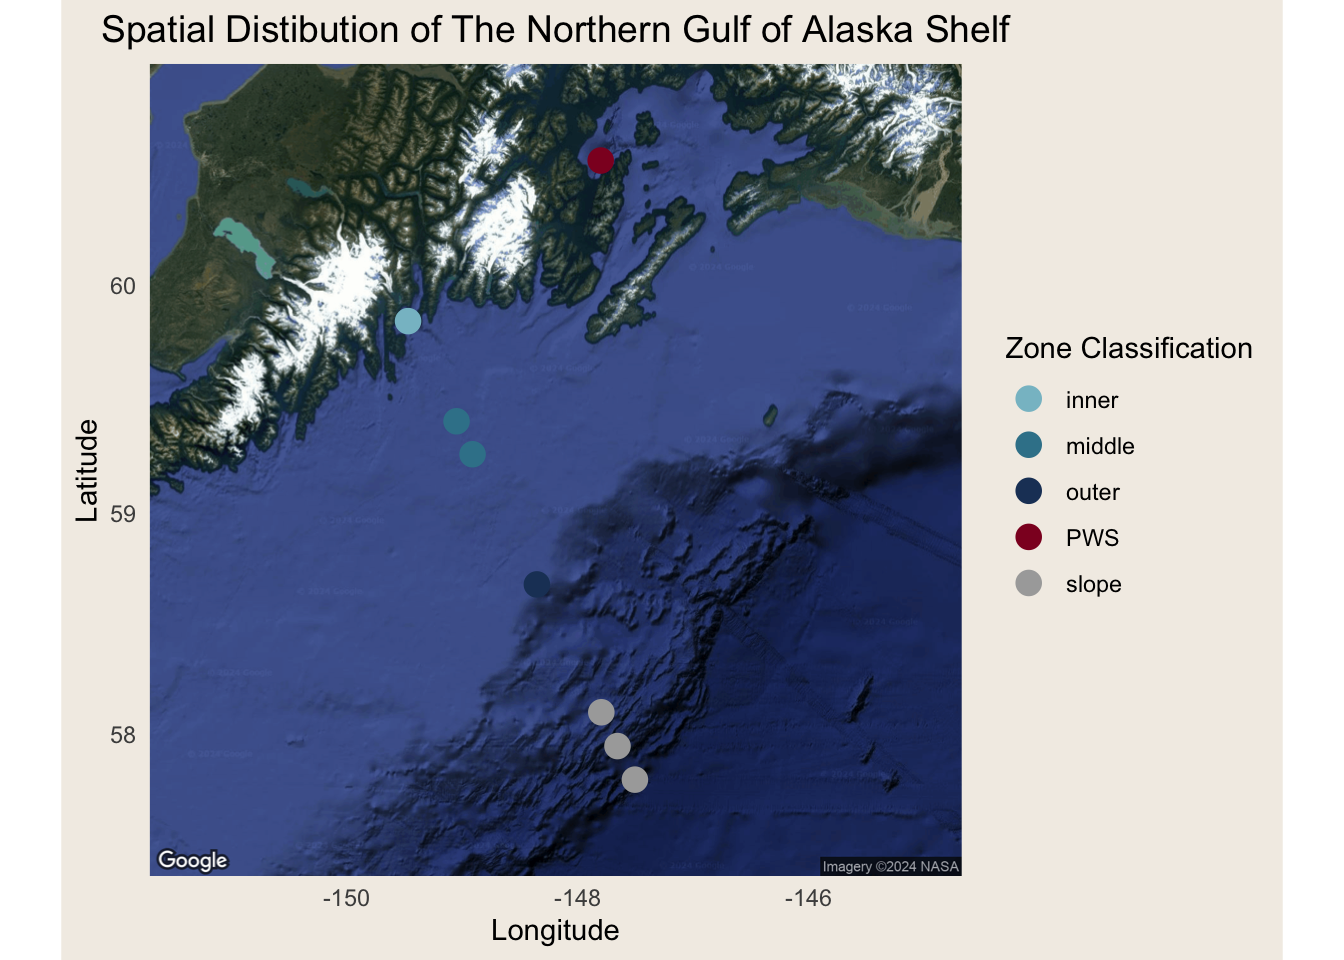 Spatial Distibution of The Northern Gulf of Alaska Shelf
60
59
58
Latitude
-150
-148
-146
Longitude
Google
Imagery ©2024 NASA
Zone Classification
inner
middle
outer
PWS
slope